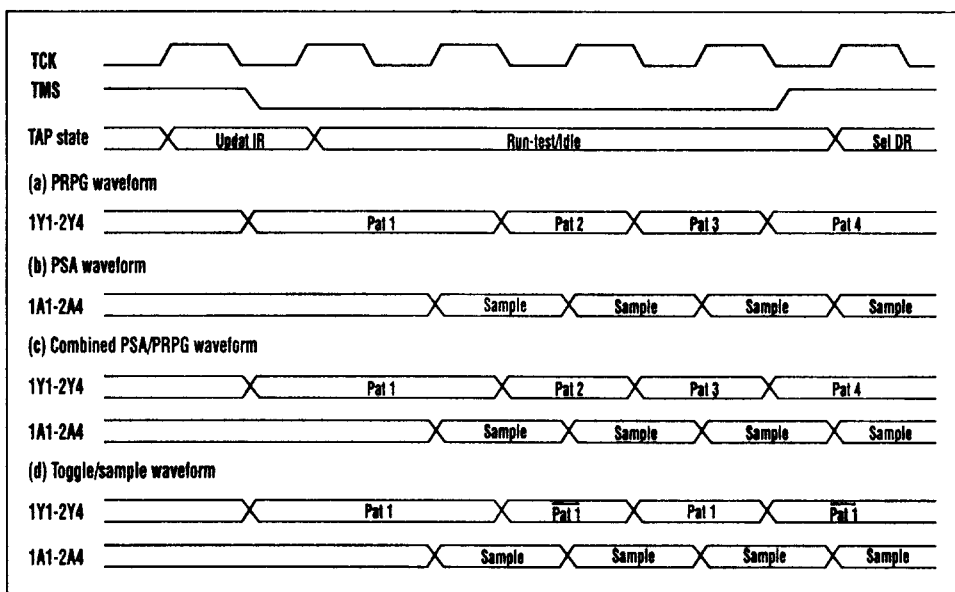 TCK
TMS
TAP state Updat IR Run-test/Idle Sel DR
(a) PRPG waveform
1Y1-2Y4 Pat 1 Pat 2 Pat 3 Pat 4
(b) PSA waveform
1A1-2A4 Sample Sample Sample Sample
(c) Combined PSA/PRPG waveform
1Y1-2Y4 Pat 1 Pat 2 Pat 3 Pat 4
1A1-2A4 Sample Sample Sample Sample
(d) Toggle/sample waveform
1Y1-2Y4 Pat 1 P̅a̅t̅ 1 Pat 1 P̅a̅t̅ 1
1A1-2A4 Sample Sample Sample Sample